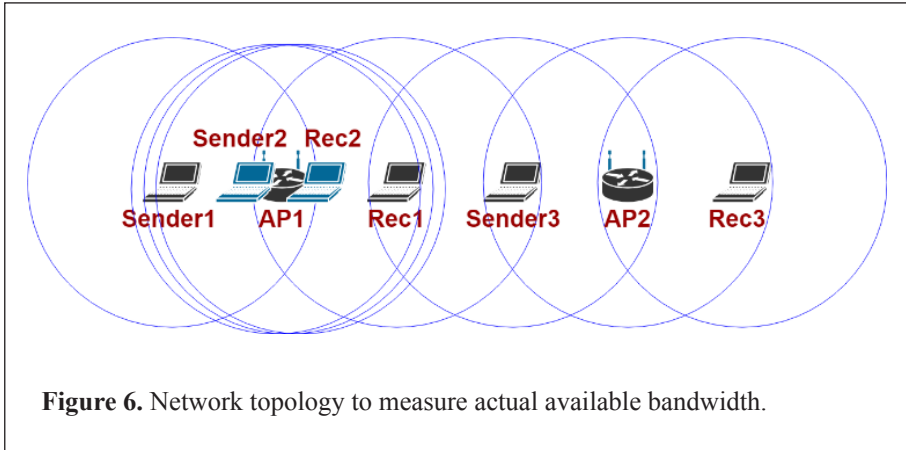 Sender2 Rec2
Sender1 AP1 Rec1 Sender3 AP2 Rec3
Figure 6. Network topology to measure actual available bandwidth.